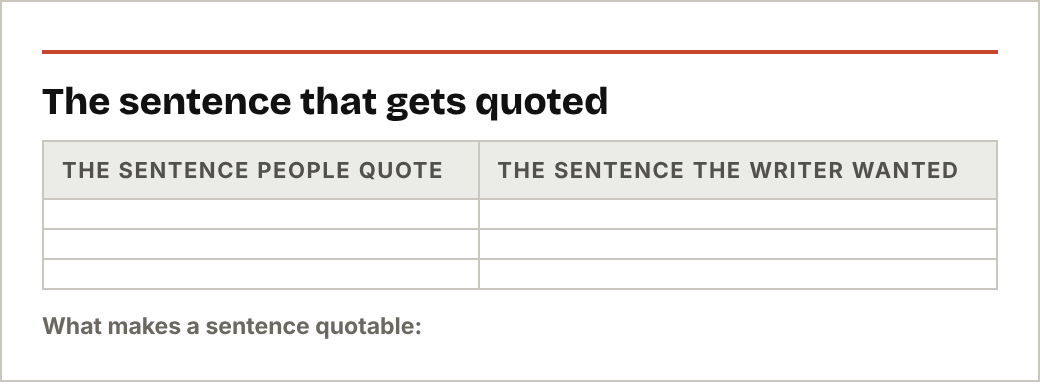 The sentence that gets quoted
THE SENTENCE PEOPLE QUOTE THE SENTENCE THE WRITER WANTED
What makes a sentence quotable: